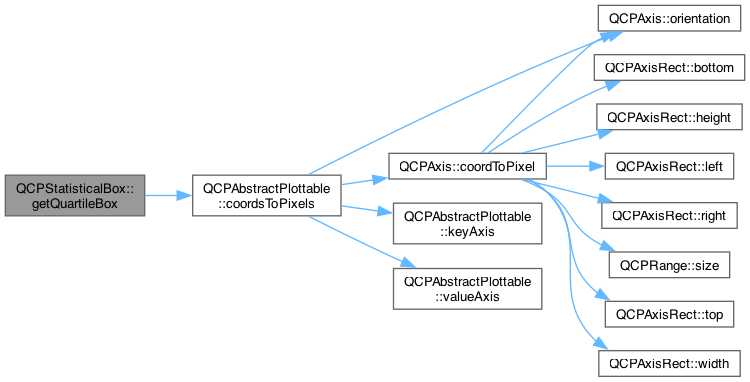 QCPStatisticalBox::
getQuartileBox
QCPAbstractPlottable
::coordsToPixels
QCPAxis::coordToPixel
QCPAbstractPlottable
::keyAxis
QCPAbstractPlottable
::valueAxis
QCPAxis::orientation
QCPAxisRect::bottom
QCPAxisRect::height
QCPAxisRect::left
QCPAxisRect::right
QCPRange::size
QCPAxisRect::top
QCPAxisRect::width